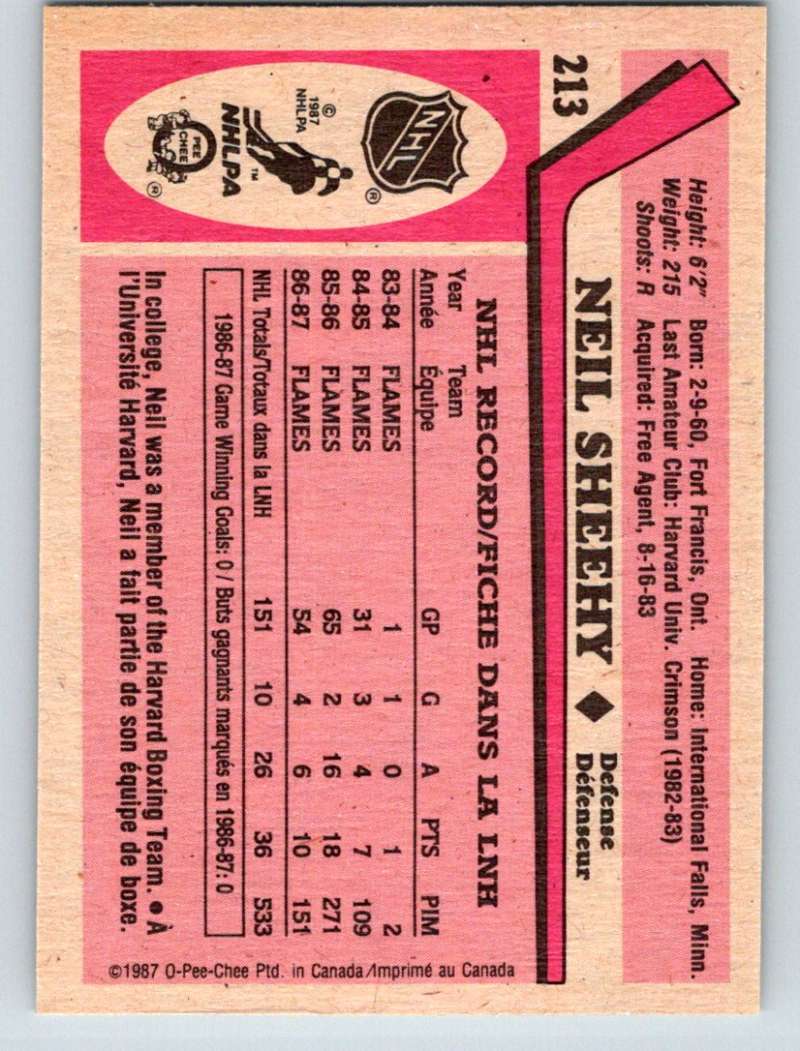 213
Height: 6'2" Born: 2-9-60, Fort Francis, Ont. Home: International Falls, Minn.
Weight: 215 Last Amateur Club: Harvard Univ. Crimson (1982-83)
Shoots: R Acquired: Free Agent, 8-16-83
NEIL SHEEHY ◆ Defense
Défenseur
NHL
®
© 1987 NHLPA
™
NHLPA
O PEE CHEE
®
NHL RECORD/FICHE DANS LA LNH
Year Team
Année Équipe GP G A PTS PIM
83-84 FLAMES 1 1 0 1 2
84-85 FLAMES 31 3 4 7 109
85-86 FLAMES 65 2 16 18 271
86-87 FLAMES 54 4 6 10 151
NHL Totals/Totaux dans la LNH 151 10 26 36 533
1986-87 Game Winning Goals: 0 / Buts gagnants marqués en 1986-87: 0
In college, Neil was a member of the Harvard Boxing Team. ● À
l'Université Harvard, Neil a fait partie de son équipe de boxe.
©1987 O-Pee-Chee Ptd. in Canada/Imprimé au Canada